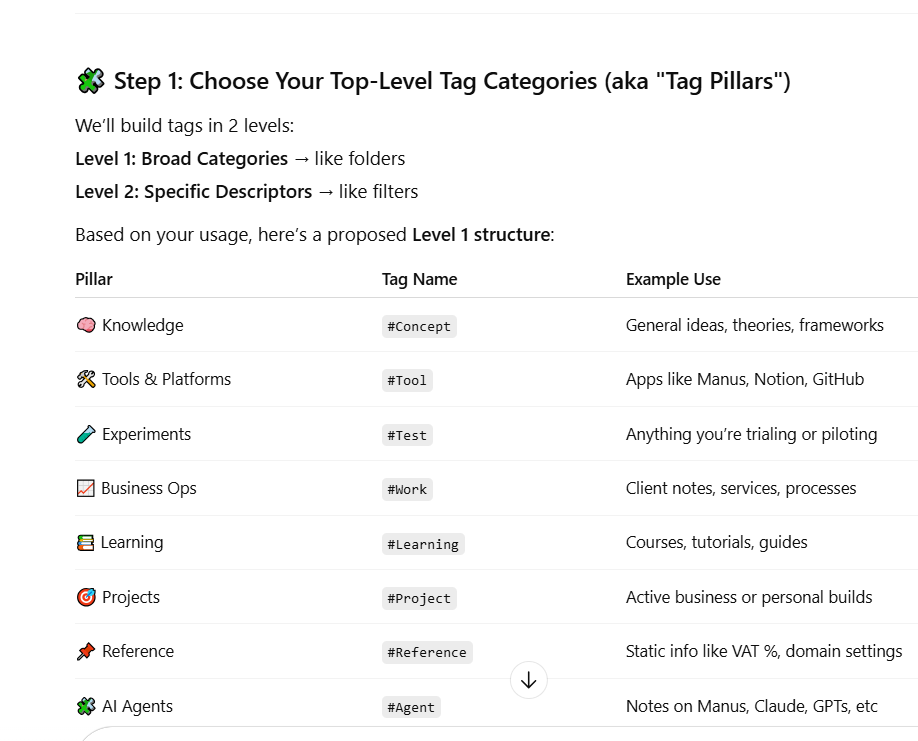 Step 1: Choose Your Top-Level Tag Categories (aka "Tag Pillars")
We’ll build tags in 2 levels:
Level 1: Broad Categories → like folders
Level 2: Specific Descriptors → like filters
Based on your usage, here’s a proposed Level 1 structure:
Pillar Tag Name Example Use
Knowledge #Concept General ideas, theories, frameworks
Tools & Platforms #Tool Apps like Manus, Notion, GitHub
Experiments #Test Anything you’re trialing or piloting
Business Ops #Work Client notes, services, processes
Learning #Learning Courses, tutorials, guides
Projects #Project Active business or personal builds
Reference #Reference Static info like VAT %, domain settings
AI Agents #Agent Notes on Manus, Claude, GPTs, etc